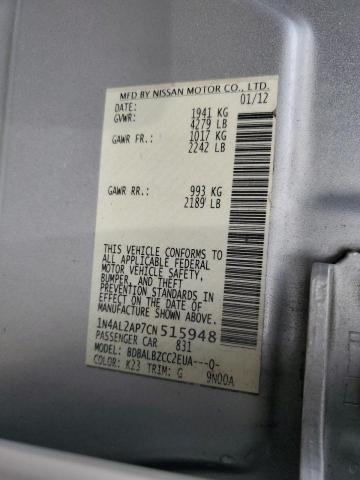 MFD BY NISSAN MOTOR CO., LTD.
DATE: 01/12
GVWR: 1941 KG
4279 LB
GAWR FR.: 1017 KG
2242 LB
GAWR RR.: 993 KG
2189 LB
THIS VEHICLE CONFORMS TO
ALL APPLICABLE FEDERAL
MOTOR VEHICLE SAFETY,
BUMPER, AND THEFT
PREVENTION STANDARDS IN
EFFECT ON THE DATE OF
MANUFACTURE SHOWN
ABOVE.
1N4AL2AP7CN515948
PASSENGER CAR 831
MODEL: BDBALBZCC2EUA---Q-
COLOR: K23 TRIM: G 9N00A